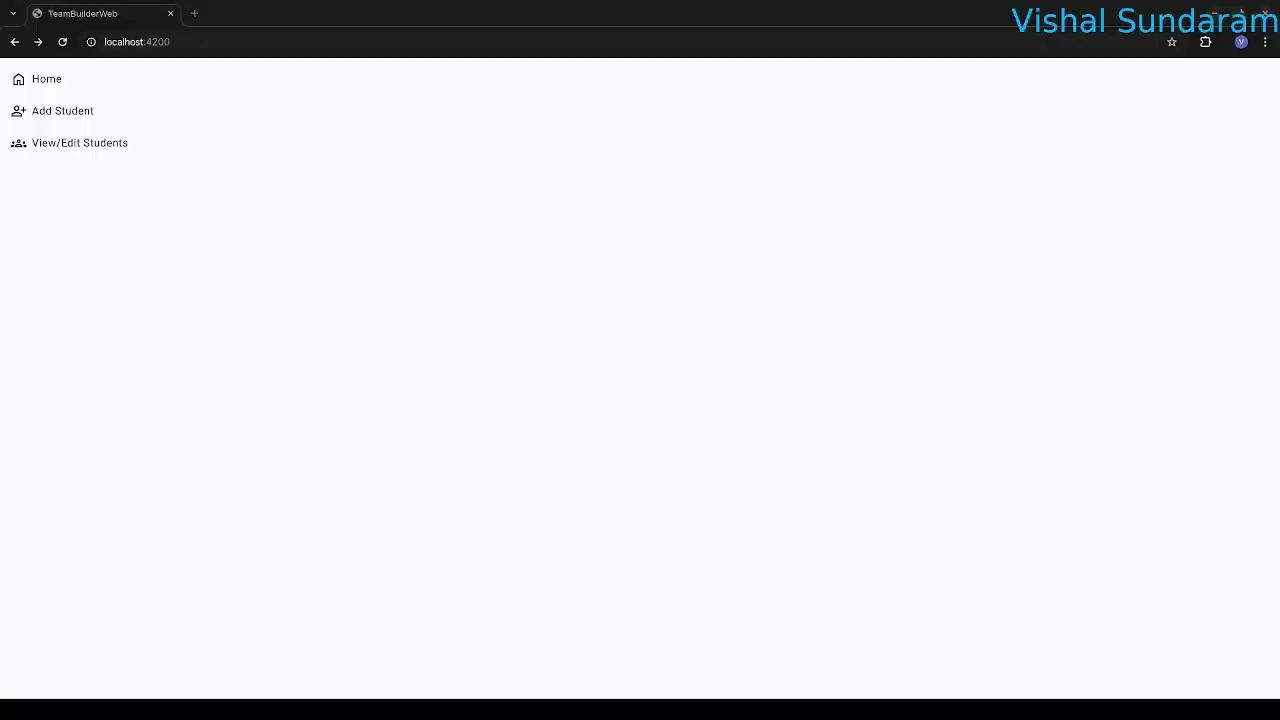 TeamBuilderWeb
Vishal Sundaram
localhost:4200
V
Home
Add Student
View/Edit Students